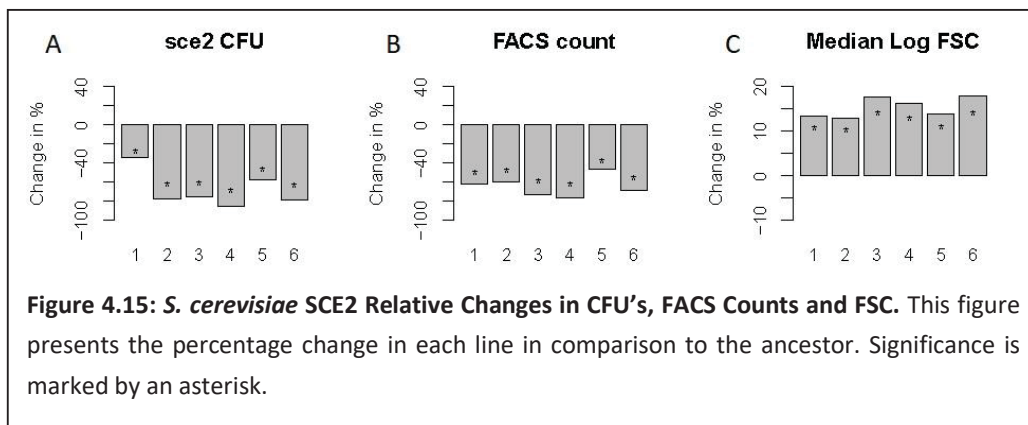 A sce2 CFU B FACS count C Median Log FSC
Change in % 40 0 -40 -100 * * * * * * 1 2 3 4 5 6
Change in % 40 0 -40 -100 * * * * * * 1 2 3 4 5 6
Change in % 20 10 0 -10 * * * * * * 1 2 3 4 5 6
Figure 4.15: S. cerevisiae SCE2 Relative Changes in CFU’s, FACS Counts and FSC. This figure
presents the percentage change in each line in comparison to the ancestor. Significance is
marked by an asterisk.